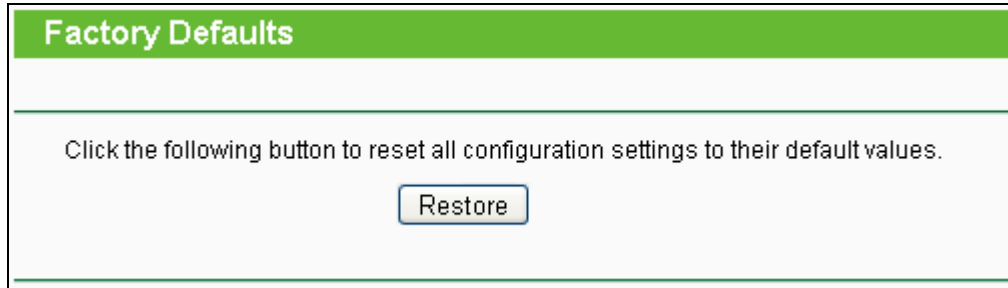 Factory Defaults
Click the following button to reset all configuration settings to their default values.
Restore